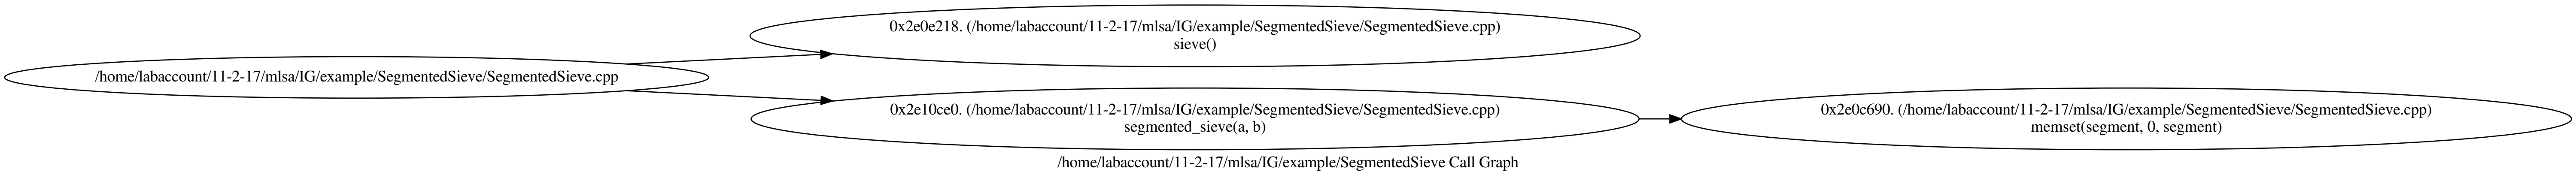 /home/labaccount/11-2-17/mlsa/IG/example/SegmentedSieve/SegmentedSieve.cpp
0x2e0e218. (/home/labaccount/11-2-17/mlsa/IG/example/SegmentedSieve/SegmentedSieve.cpp)
sieve()
0x2e10ce0. (/home/labaccount/11-2-17/mlsa/IG/example/SegmentedSieve/SegmentedSieve.cpp)
segmented_sieve(a, b)
0x2e0c690. (/home/labaccount/11-2-17/mlsa/IG/example/SegmentedSieve/SegmentedSieve.cpp)
memset(segment, 0, segment)
/home/labaccount/11-2-17/mlsa/IG/example/SegmentedSieve Call Graph